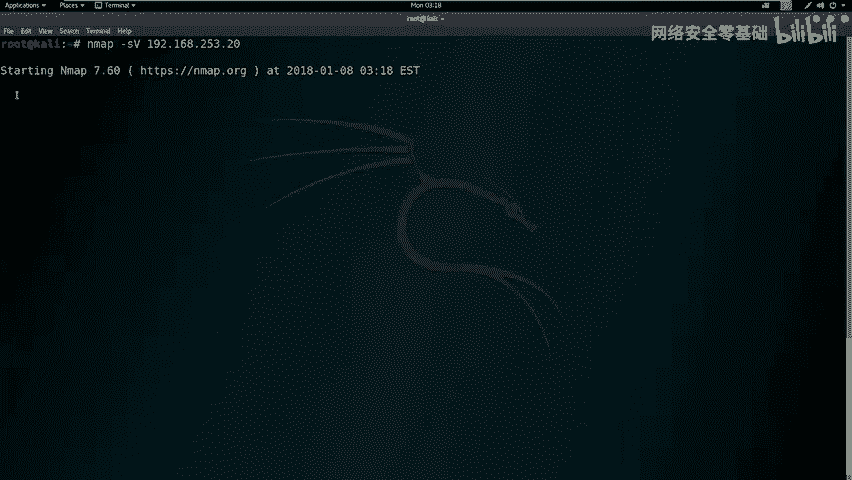 Applications Places Terminal Mon 03:18
root@kali: ~
File Edit View Search Terminal Help
网络安全零基础 bilibili
root@kali:~# nmap -sV 192.168.253.20
Starting Nmap 7.60 ( https://nmap.org ) at 2018-01-08 03:18 EST